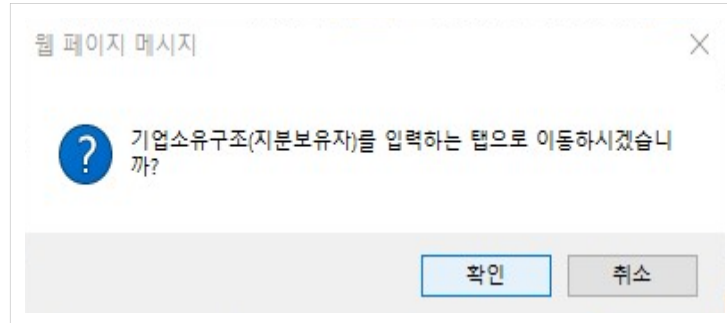 웹 페이지 메시지
기업소유구조(지분보유자)를 입력하는 탭으로 이동하시겠습니
까?
확인
취소